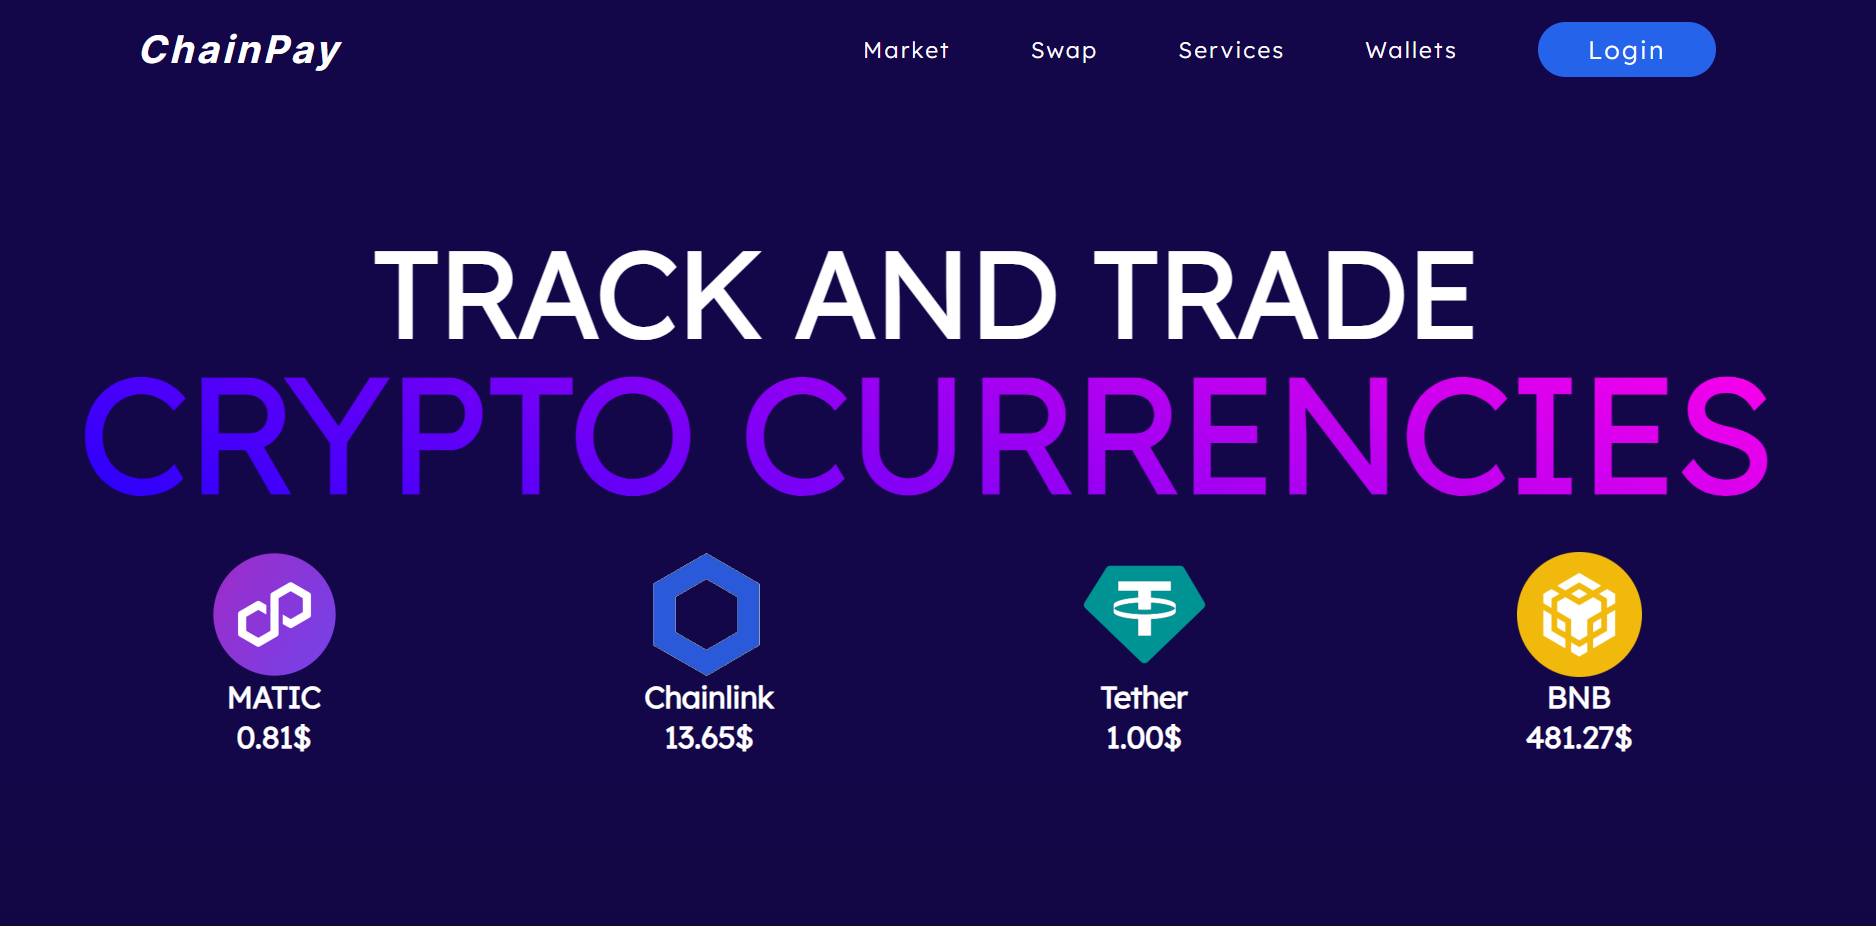 ChainPay
Market Swap Services Wallets Login
TRACK AND TRADE
CRYPTO CURRENCIES
MATIC Chainlink Tether BNB
0.81$ 13.65$ 1.00$ 481.27$